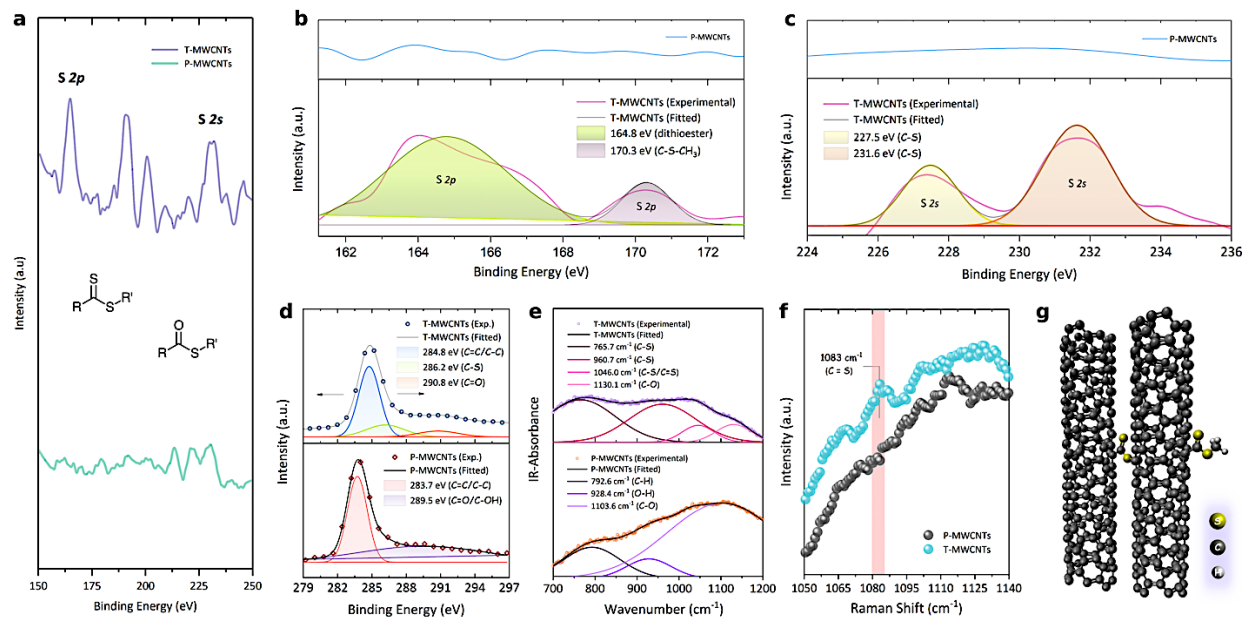 a
T-MWCNTs
P-MWCNTs
S 2p
S 2s
S
R S R'
O
R S R'
Intensity (a.u)
150 175 200 225 250
Binding Energy (eV)
b
P-MWCNTs
T-MWCNTs (Experimental)
T-MWCNTs (Fitted)
164.8 eV (dithioester)
170.3 eV (C-S-CH3)
S 2p
S 2p
Intensity (a.u.)
162 164 166 168 170 172
Binding Energy (eV)
c
P-MWCNTs
T-MWCNTs (Experimental)
T-MWCNTs (Fitted)
227.5 eV (C-S)
231.6 eV (C-S)
S 2s
S 2s
Intensity (a.u.)
224 226 228 230 232 234 236
Binding Energy (eV)
d
T-MWCNTs (Exp.)
T-MWCNTs (Fitted)
284.8 eV (C=C/C-C)
286.2 eV (C-S)
290.8 eV (C=O)
P-MWCNTs (Exp.)
P-MWCNTs (Fitted)
283.7 eV (C=C/C-C)
289.5 eV (C=O/C-OH)
Intensity (a.u.)
279 282 285 288 291 294 297
Binding Energy (eV)
e
T-MWCNTs (Experimental)
T-MWCNTs (Fitted)
765.7 cm-1 (C-S)
960.7 cm-1 (C-S)
1046.0 cm-1 (C-S/C=S)
1130.1 cm-1 (C-O)
P-MWCNTs (Experimental)
P-MWCNTs (Fitted)
792.6 cm-1 (C-H)
928.4 cm-1 (O-H)
1103.6 cm-1 (C-O)
IR-Absorbance
700 800 900 1000 1100 1200
Wavenumber (cm-1)
f
1083 cm-1
(C = S)
P-MWCNTs
T-MWCNTs
Intensity (a.u.)
1050 1065 1080 1095 1110 1125 1140
Raman Shift (cm-1)
g
S
C
H